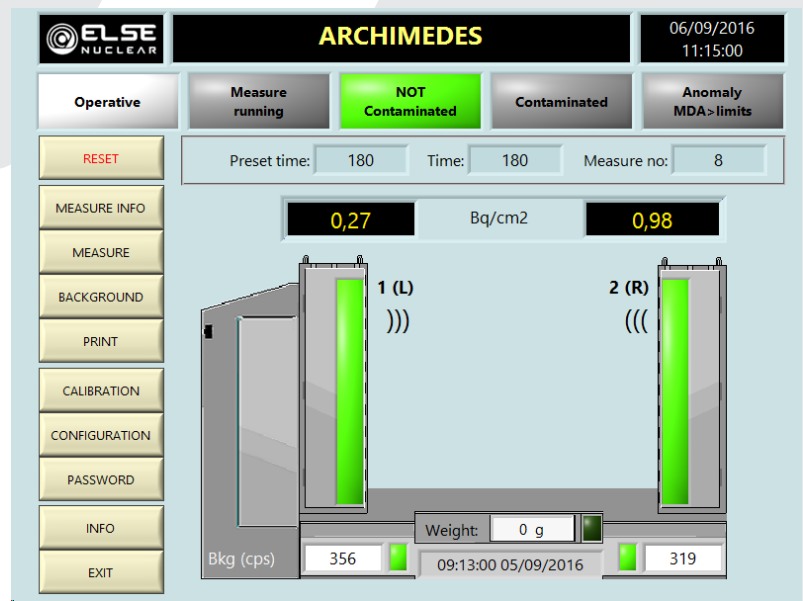 ELSE
NUCLEAR
ARCHIMEDES
06/09/2016
11:15:00
Operative
Measure
running
NOT
Contaminated
Contaminated
Anomaly
MDA>limits
RESET
Preset time: 180 Time: 180 Measure no: 8
MEASURE INFO
0,27 Bq/cm2 0,98
MEASURE
1 (L) 2 (R)
BACKGROUND
))) (((
PRINT
CALIBRATION
CONFIGURATION
PASSWORD
INFO
Weight: 0 g
Bkg (cps) 356 09:13:00 05/09/2016 319
EXIT